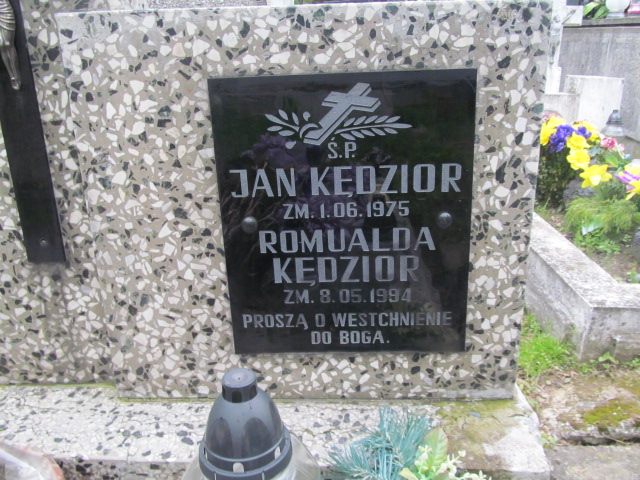 Ś.P.
JAN KĘDZIOR
ZM. 1.06.1975
ROMUALDA
KĘDZIOR
ZM. 8.05.1994
PROSZĄ O WESTCHNIENIE
DO BOGA.